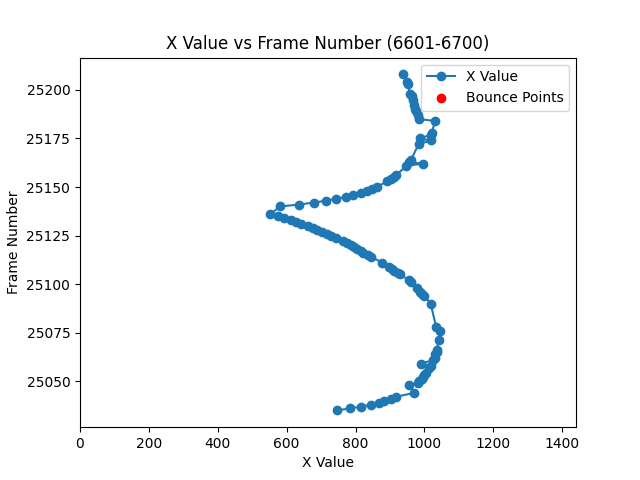 X Value vs Frame Number (6601-6700)
X Value
Bounce Points
25200
25175
25150
25125
25100
25075
25050
Frame Number
0 200 400 600 800 1000 1200 1400
X Value